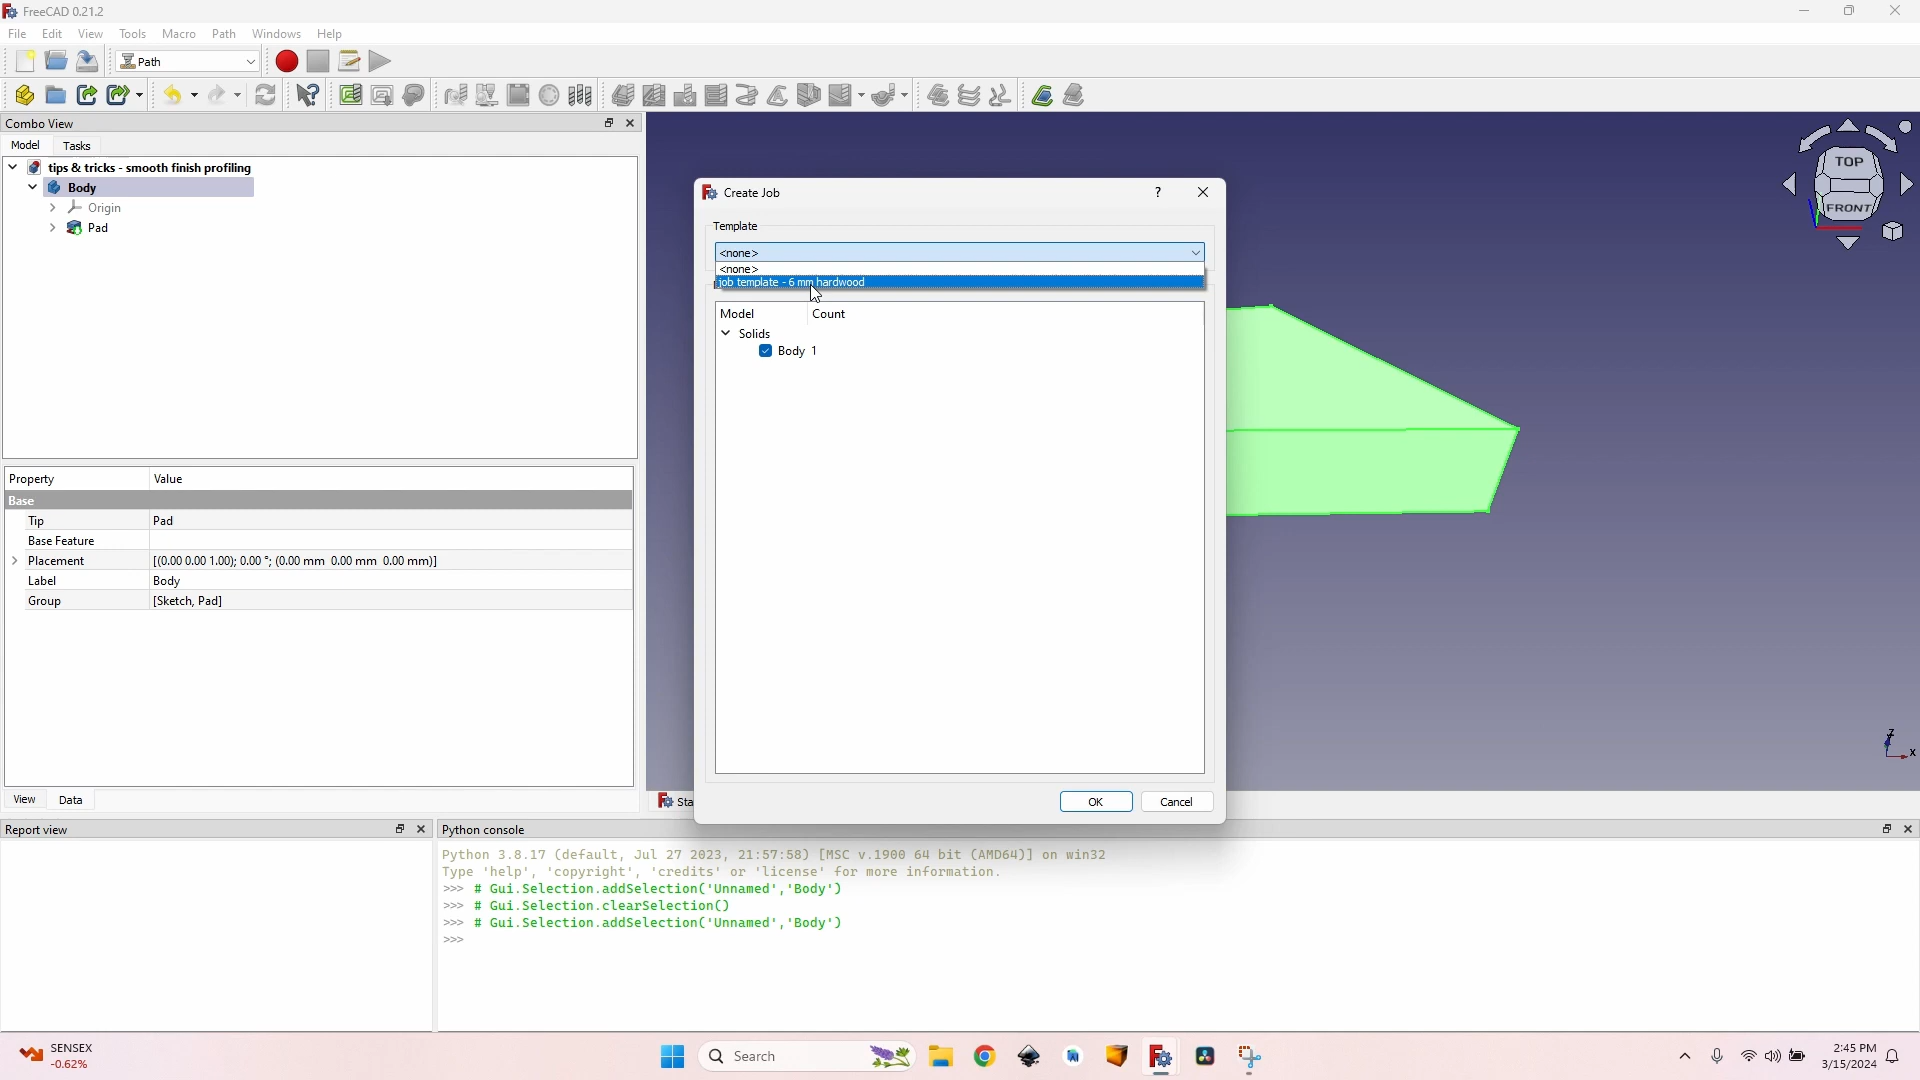 FreeCAD 0.21.2
File Edit View Tools Macro Path Windows Help
Path
Combo View
Model Tasks
tips & tricks - smooth finish profiling
Body
Origin
Pad
Property Value
Base
Tip Pad
Base Feature
Placement [(0.00 0.00 1.00); 0.00 °; (0.00 mm 0.00 mm 0.00 mm)]
Label Body
Group [Sketch, Pad]
View Data
Create Job
?
Template
<none>
<none>
job template - 6 mm hardwood
Model Count
Solids
Body 1
OK Cancel
TOP
FRONT
Z
X
Sta
Report view
Python console
Python 3.8.17 (default, Jul 27 2023, 21:57:58) [MSC v.1900 64 bit (AMD64)] on win32
Type 'help', 'copyright', 'credits' or 'license' for more information.
>>> # Gui.Selection.addSelection('Unnamed','Body')
>>> # Gui.Selection.clearSelection()
>>> # Gui.Selection.addSelection('Unnamed','Body')
>>>
SENSEX
-0.62%
Search
2:45 PM
3/15/2024